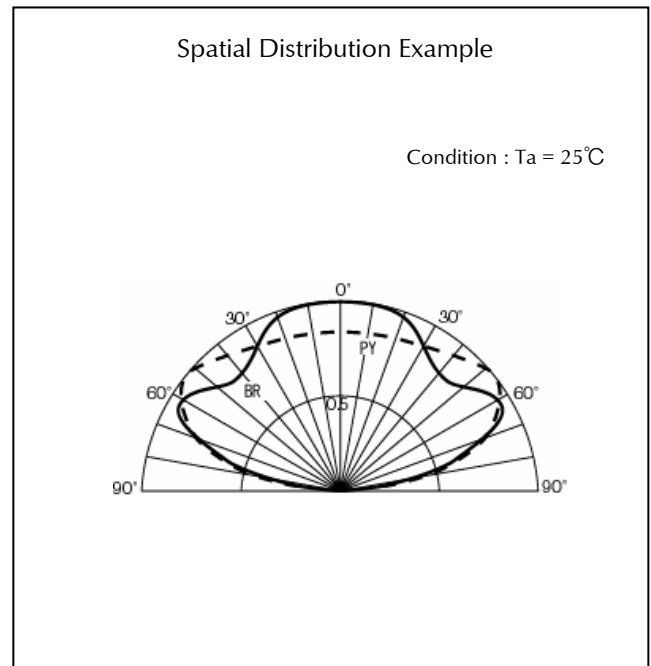 Spatial Distribution Example
Condition : Ta = 25℃
0°
30° 30°
PY
60° 60°
BR
0.5
90° 90°